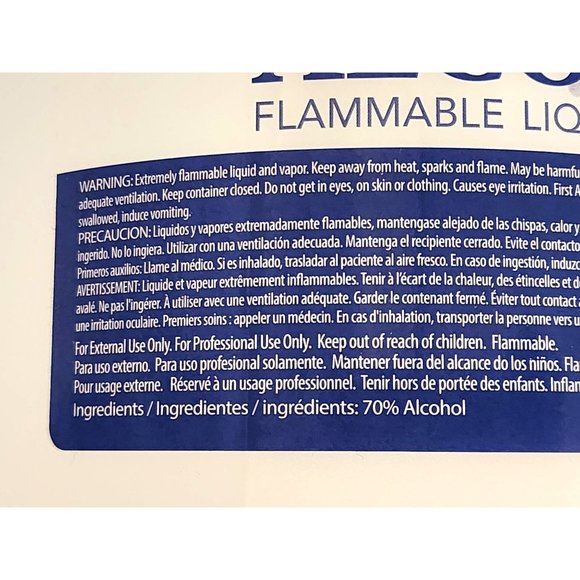 FLAMMABLE LIQ
WARNING: Extremely flammable liquid and vapor. Keep away from heat, sparks and flame. May be harmfu
adequate ventilation. Keep container closed. Do not get in eyes, on skin or clothing. Causes eye irritation. First A
swallowed, induce vomiting.
PRECAUCION: Liquidos y vapores extremadamente flamables, mantengase alejado de las chispas, calor y
ingerido. No lo ingiera. Utilizar con una ventilación adecuada. Mantenga el recipiente cerrado. Evite el contacto
Primeros auxilios: Llame al médico. Si es inhalado, trasladar al paciente al aire fresco. En caso de ingestión, induzc
AVERTISSEMENT: Liquide et vapeur extrêmement inflammables. Tenir à l'écart de la chaleur, des étincelles et d
avalé. Ne pas l'ingérer. À utiliser avec une ventilation adéquate. Garder le contenant fermé. Éviter tout contact a
une irritation oculaire. Premiers soins : appeler un médecin. En cas d'inhalation, transporter la personne vers u
For External Use Only. For Professional Use Only. Keep out of reach of children. Flammable.
Para uso externo. Para uso profesional solamente. Mantener fuera del alcance do los niños. Fla
Pour usage externe. Réservé à un usage professionnel. Tenir hors de portée des enfants. Inflan
Ingredients / Ingredientes / ingrédients: 70% Alcohol